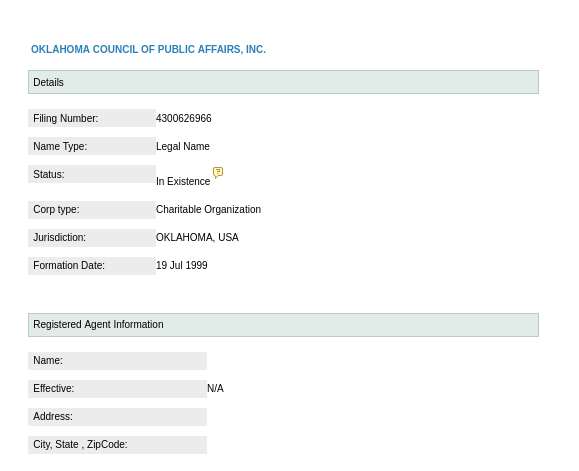 OKLAHOMA COUNCIL OF PUBLIC AFFAIRS, INC.
Details
Filing Number: 4300626966
Name Type: Legal Name
Status: In Existence ?
Corp type: Charitable Organization
Jurisdiction: OKLAHOMA, USA
Formation Date: 19 Jul 1999
Registered Agent Information
Name:
Effective: N/A
Address:
City, State , ZipCode: